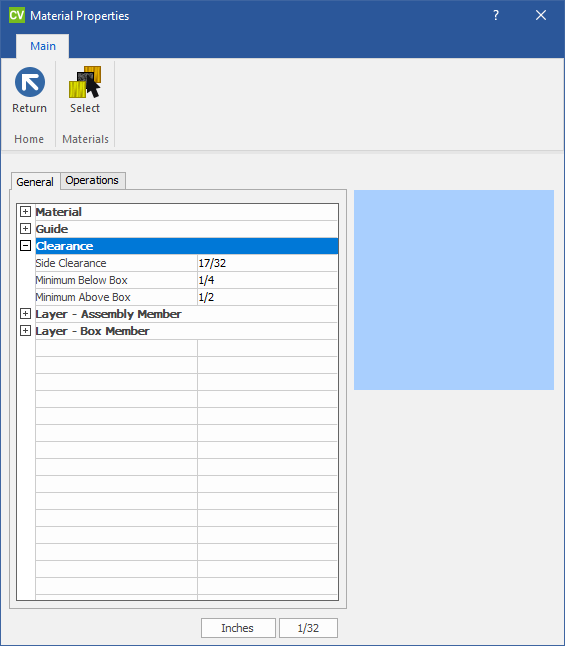 CV Material Properties ?
Main
Return Select
Home Materials
General Operations
Material
Guide
Clearance
Side Clearance 17/32
Minimum Below Box 1/4
Minimum Above Box 1/2
Layer - Assembly Member
Layer - Box Member
Inches 1/32